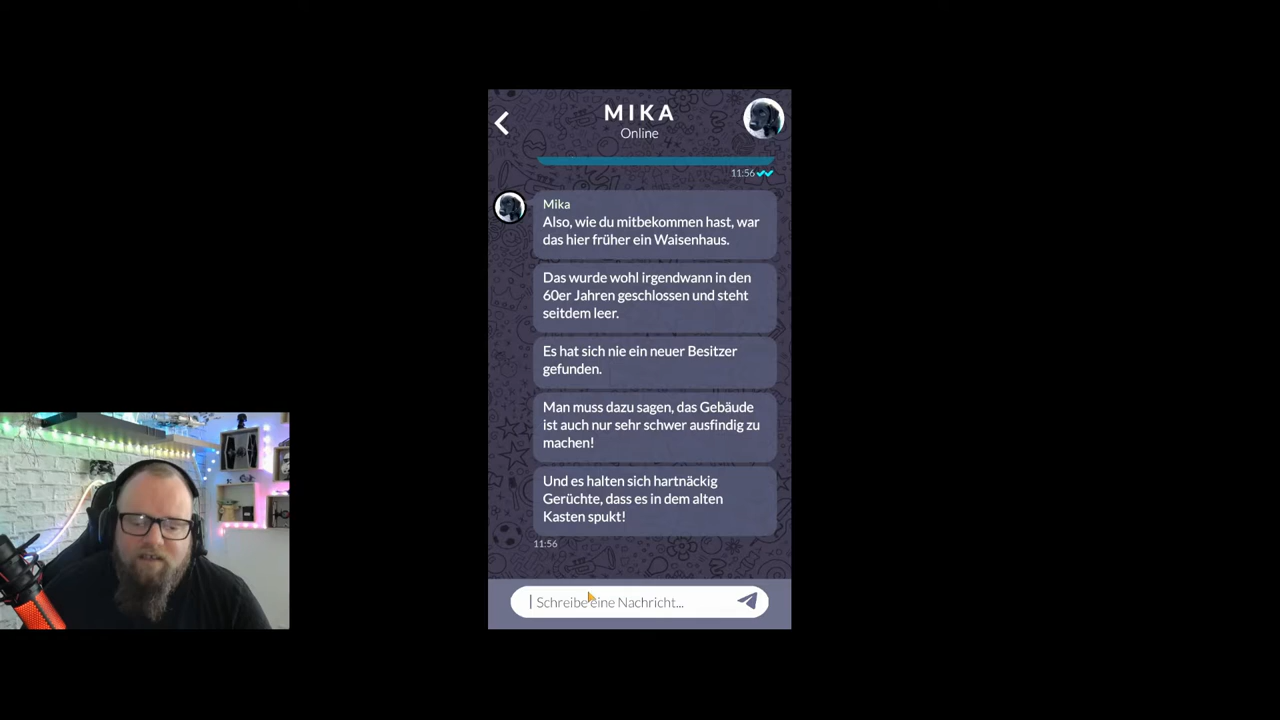 MIKA
Online
11:56
Mika
Also, wie du mitbekommen hast, war
das hier früher ein Waisenhaus.
Das wurde wohl irgendwann in den
60er Jahren geschlossen und steht
seitdem leer.
Es hat sich nie ein neuer Besitzer
gefunden.
Man muss dazu sagen, das Gebäude
ist auch nur sehr schwer ausfindig zu
machen!
Und es halten sich hartnäckig
Gerüchte, dass es in dem alten
Kasten spukt!
11:56
Schreibe eine Nachricht...